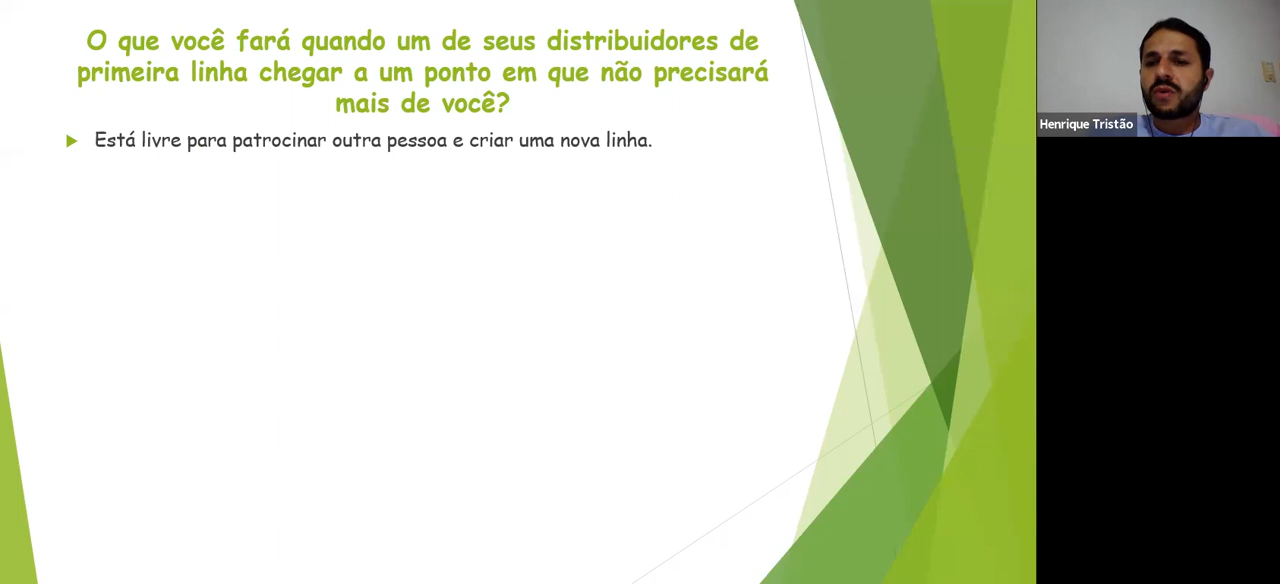 O que você fará quando um de seus distribuidores de
primeira linha chegar a um ponto em que não precisará
mais de você?
Está livre para patrocinar outra pessoa e criar uma nova linha.
Henrique Tristão